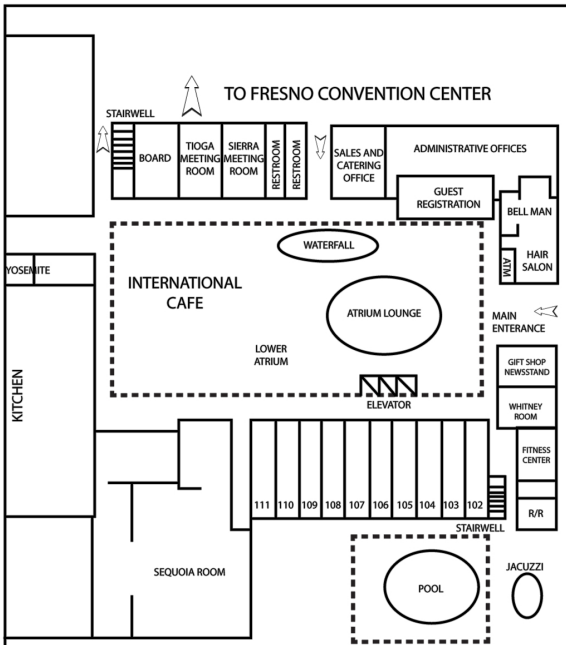 TO FRESNO CONVENTION CENTER
STAIRWELL
BOARD
TIOGA
MEETING
ROOM
SIERRA
MEETING
ROOM
RESTROOM
RESTROOM
SALES AND
CATERING
OFFICE
ADMINISTRATIVE OFFICES
GUEST
REGISTRATION
BELL MAN
HAIR
SALON
ATM
WATERFALL
YOSEMITE
INTERNATIONAL
CAFE
ATRIUM LOUNGE
MAIN
ENTERANCE
LOWER
ATRIUM
GIFT SHOP
NEWSSTAND
ELEVATOR
KITCHEN
WHITNEY
ROOM
FITNESS
CENTER
111
110
109
108
107
106
105
104
103
102
R/R
STAIRWELL
SEQUOIA ROOM
POOL
JACUZZI